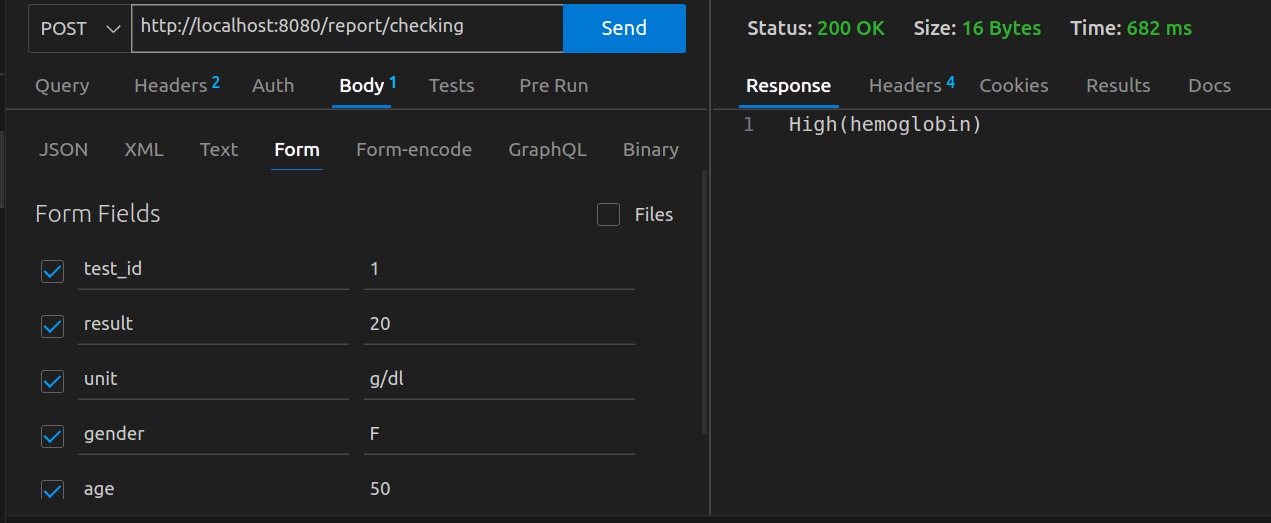 POST http://localhost:8080/report/checking Send
Query Headers 2 Auth Body 1 Tests Pre Run
JSON XML Text Form Form-encode GraphQL Binary
Form Fields Files
test_id 1
result 20
unit g/dl
gender F
age 50
Status: 200 OK Size: 16 Bytes Time: 682 ms
Response Headers 4 Cookies Results Docs
1 High(hemoglobin)